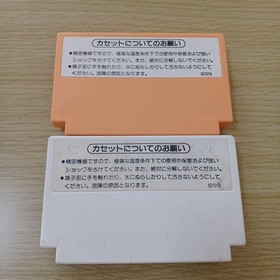 カセットについてのお願い
●精密機器ですので、極端な温度条件下での使用や保管および強い
ショックをさけてください。また、絶対に分解しないでください。
●端子部に手を触れたり、水にぬらしたりして汚さないようにしてく
ださい。故障の原因となります。
カセットについてのお願い
●精密機器ですので、極端な温度条件下での使用や保管および強い
ショックをさけてください。また、絶対に分解しないでください。
●端子部に手を触れたり、水にぬらしたりして汚さないようにしてく
ださい。故障の原因となります。